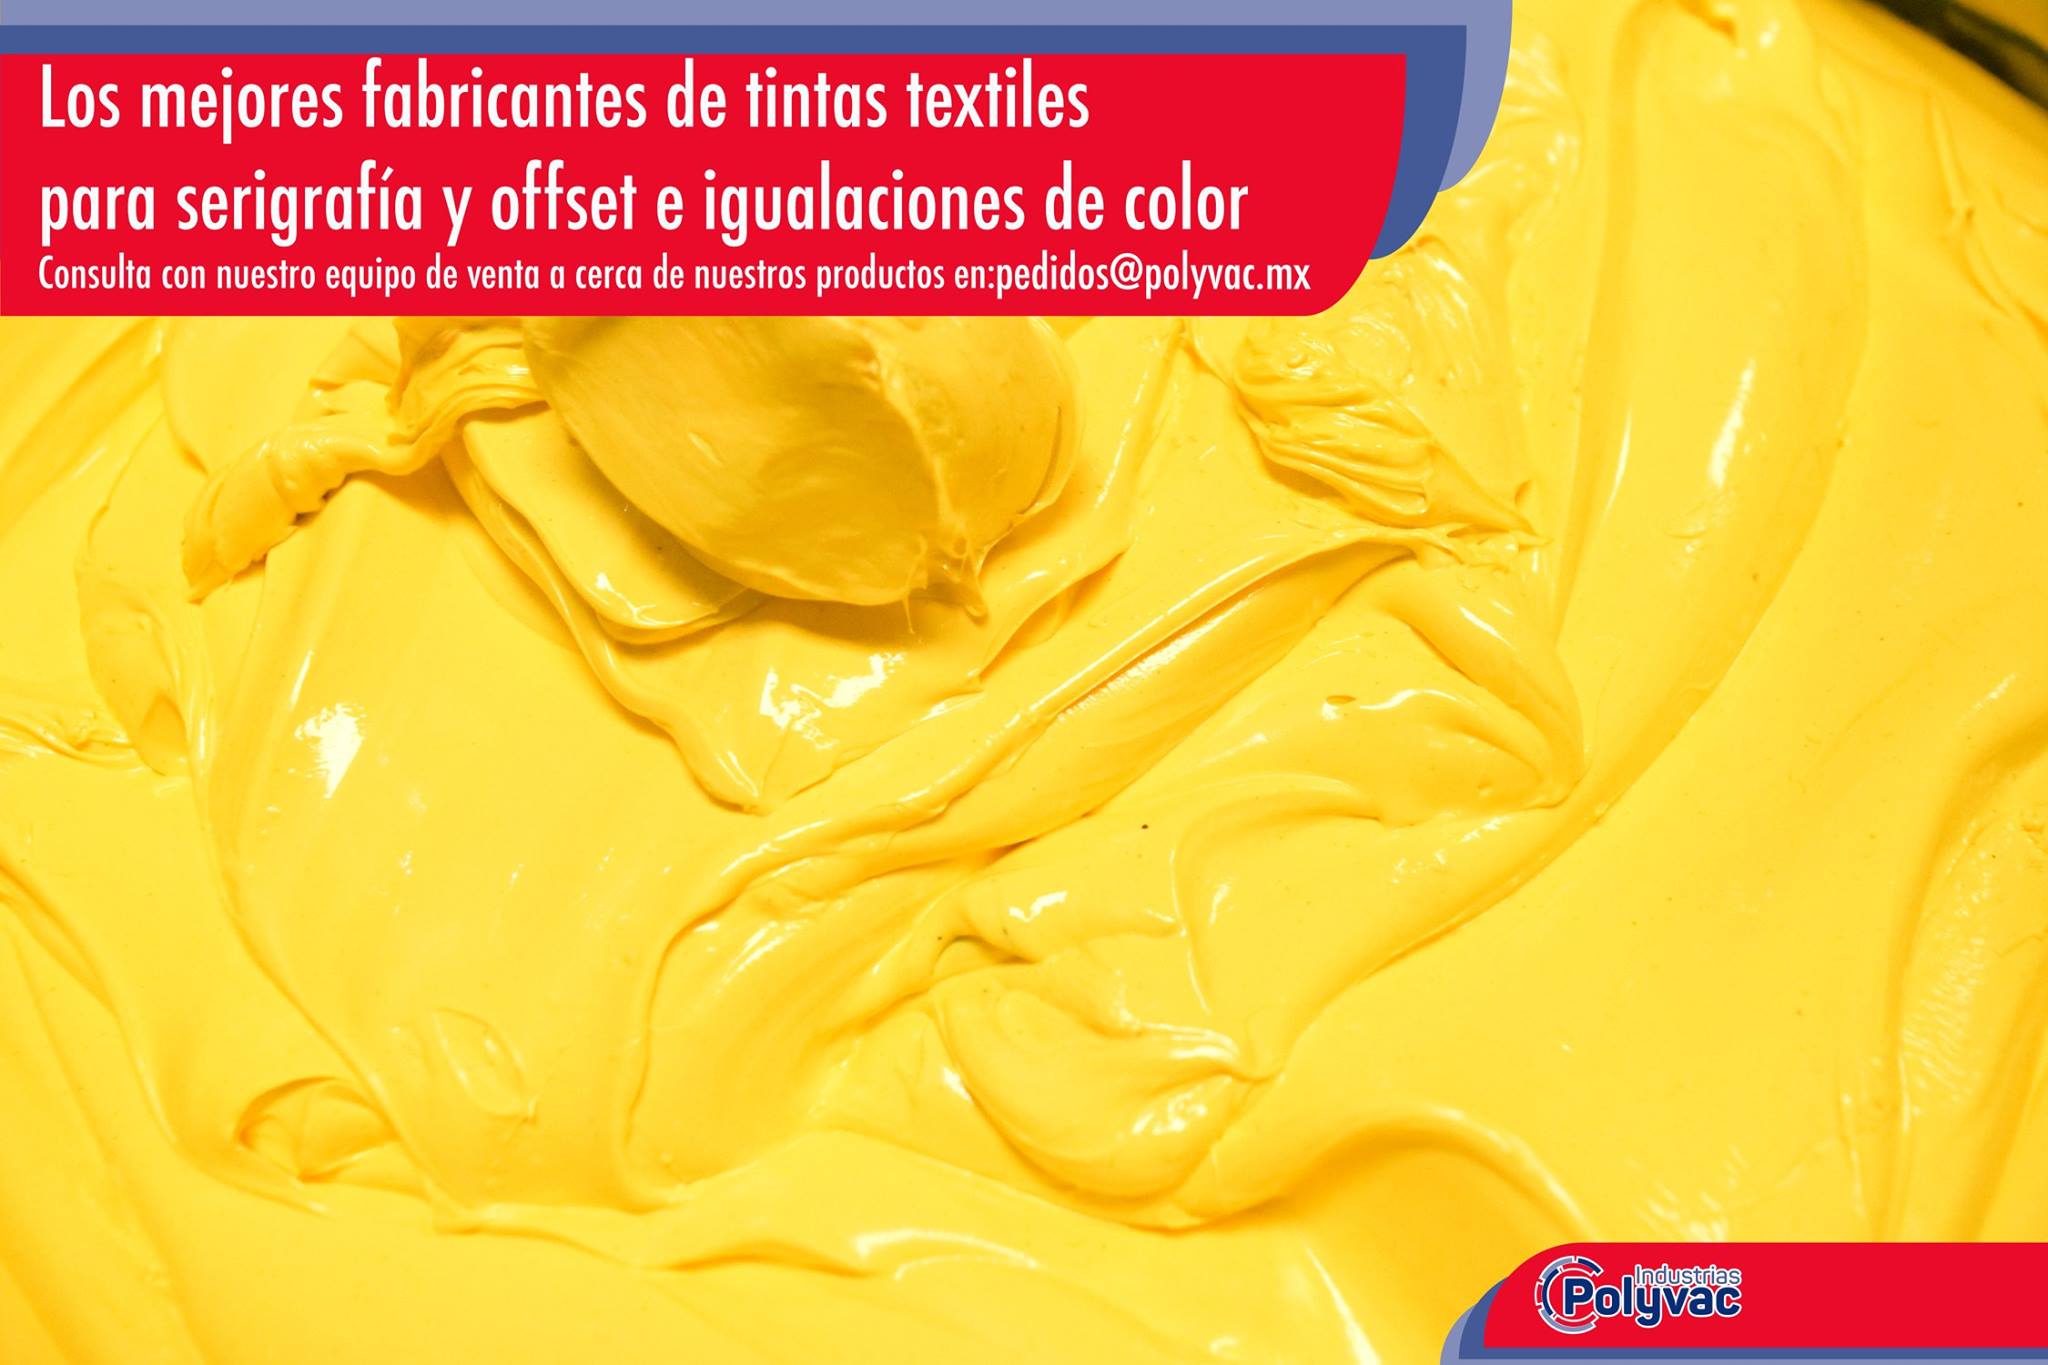 Los mejores fabricantes de tintas textiles
para serigrafía y offset e igualaciones de color
Consulta con nuestro equipo de venta a cerca de nuestros productos en:pedidos@polyvac.mx
Industrias
Polyvac